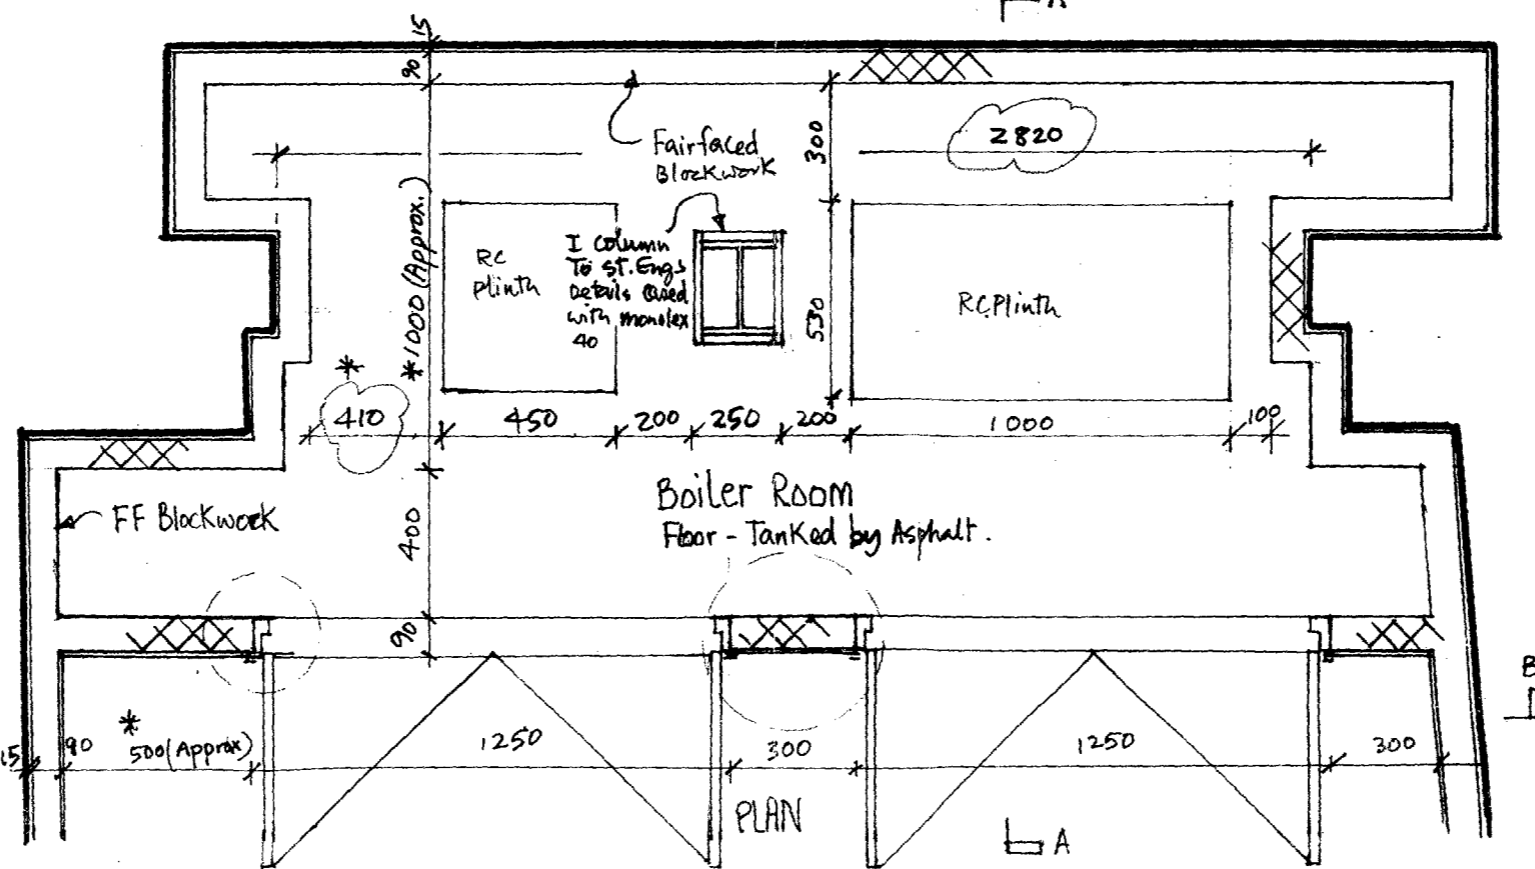 A
15
90
2820
300
Fairfaced
Blockwork
*1000 (Approx.)
RC
plinth
I column
To st. Engs
Details Cased
with monolex
40
530
R.C. Plinth
*
410
450
200
250
200
1000
100
Boiler Room
Floor - Tanked by Asphalt.
FF Blockwork
400
90
B
15
90
*
500 (Approx)
1250
300
1250
300
PLAN
A